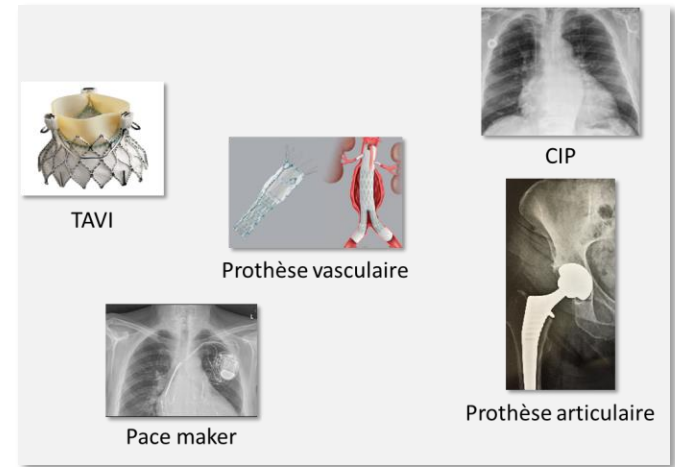 CIP
TAVI
Prothèse vasculaire
Prothèse articulaire
Pace maker